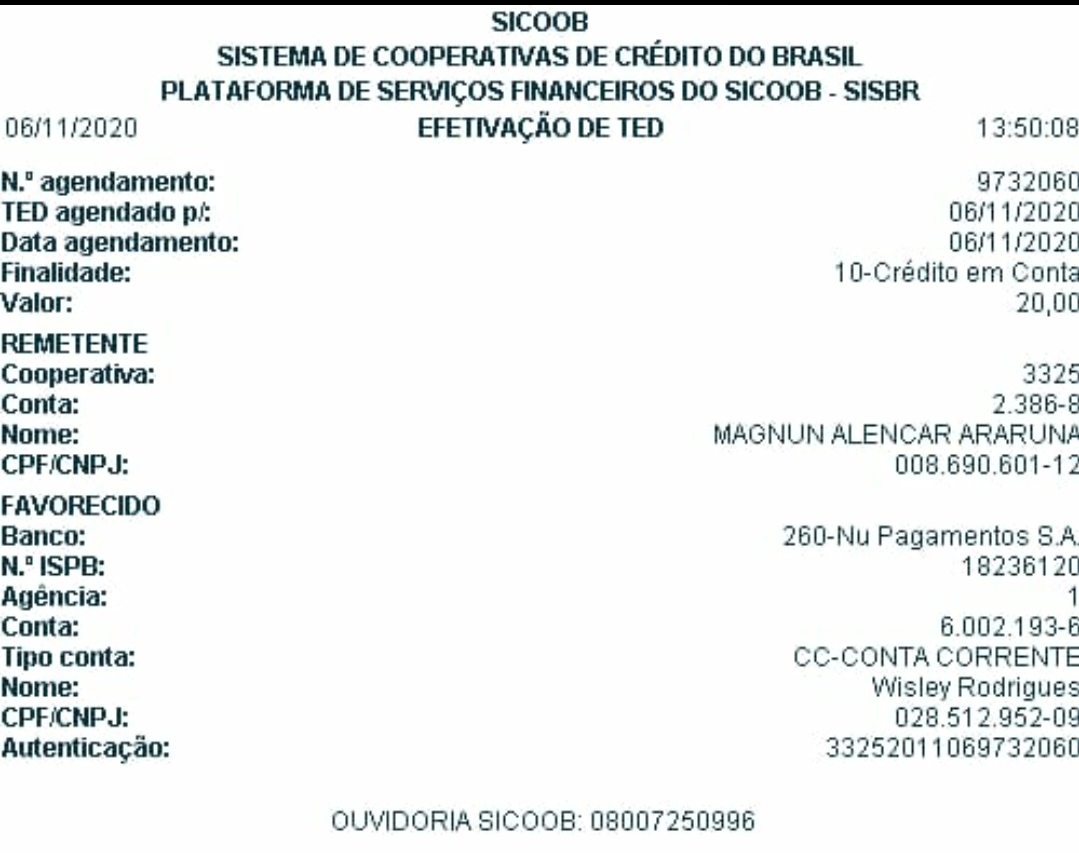 SICOOB
SISTEMA DE COOPERATIVAS DE CRÉDITO DO BRASIL
PLATAFORMA DE SERVIÇOS FINANCEIROS DO SICOOB - SISBR
06/11/2020 EFETIVAÇÃO DE TED 13:50:08
N.º agendamento: 9732060
TED agendado p/: 06/11/2020
Data agendamento: 06/11/2020
Finalidade: 10-Crédito em Conta
Valor: 20,00
REMETENTE
Cooperativa: 3325
Conta: 2.386-8
Nome: MAGNUN ALENCAR ARARUNA
CPF/CNPJ: 008.690.601-12
FAVORECIDO
Banco: 260-Nu Pagamentos S.A.
N.º ISPB: 18236120
Agência: 1
Conta: 6.002.193-6
Tipo conta: CC-CONTA CORRENTE
Nome: Wisley Rodrigues
CPF/CNPJ: 028.512.952-09
Autenticação: 33252011069732060
OUVIDORIA SICOOB: 08007250996